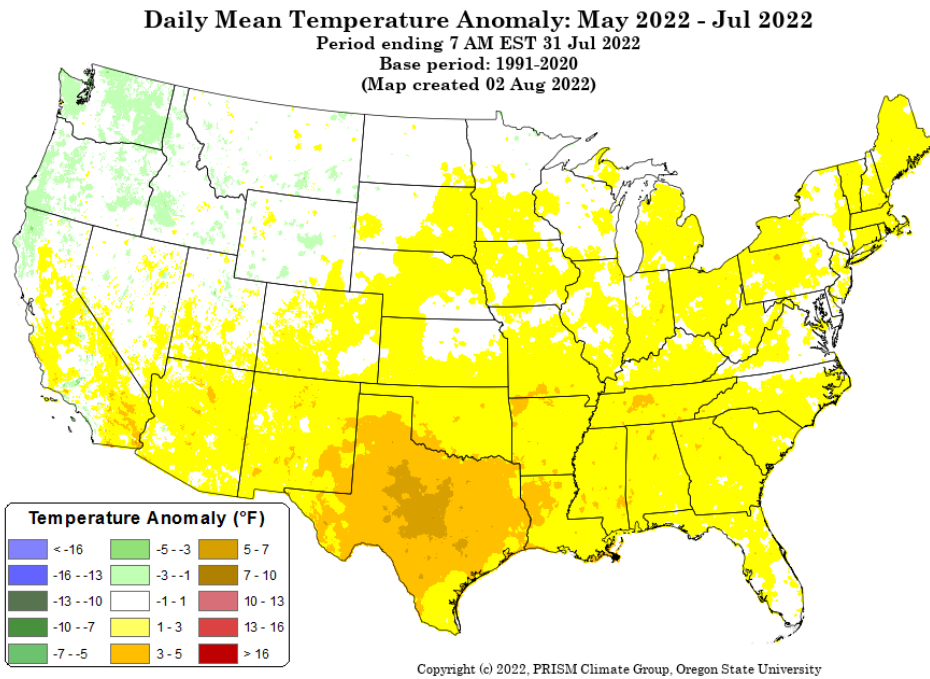 Daily Mean Temperature Anomaly: May 2022 - Jul 2022
Period ending 7 AM EST 31 Jul 2022
Base period: 1991-2020
(Map created 02 Aug 2022)
Temperature Anomaly (°F)
< -16
-16 - -13
-13 - -10
-10 - -7
-7 - -5
-5 - -3
-3 - -1
-1 - 1
1 - 3
3 - 5
5 - 7
7 - 10
10 - 13
13 - 16
> 16
Copyright (c) 2022, PRISM Climate Group, Oregon State University